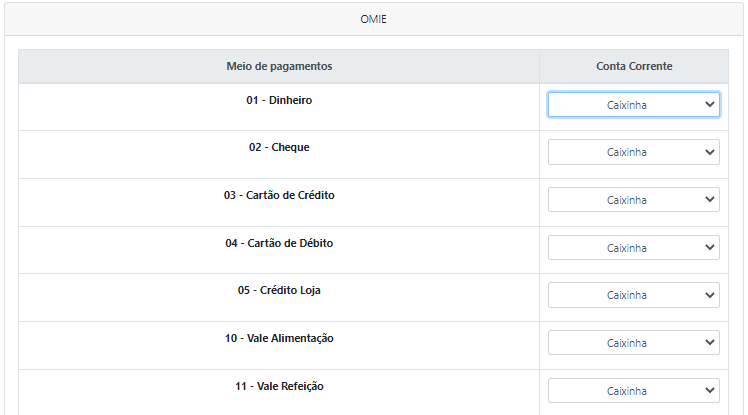 OMIE
Meio de pagamentos Conta Corrente
01 - Dinheiro Caixinha
02 - Cheque Caixinha
03 - Cartão de Crédito Caixinha
04 - Cartão de Débito Caixinha
05 - Crédito Loja Caixinha
10 - Vale Alimentação Caixinha
11 - Vale Refeição Caixinha